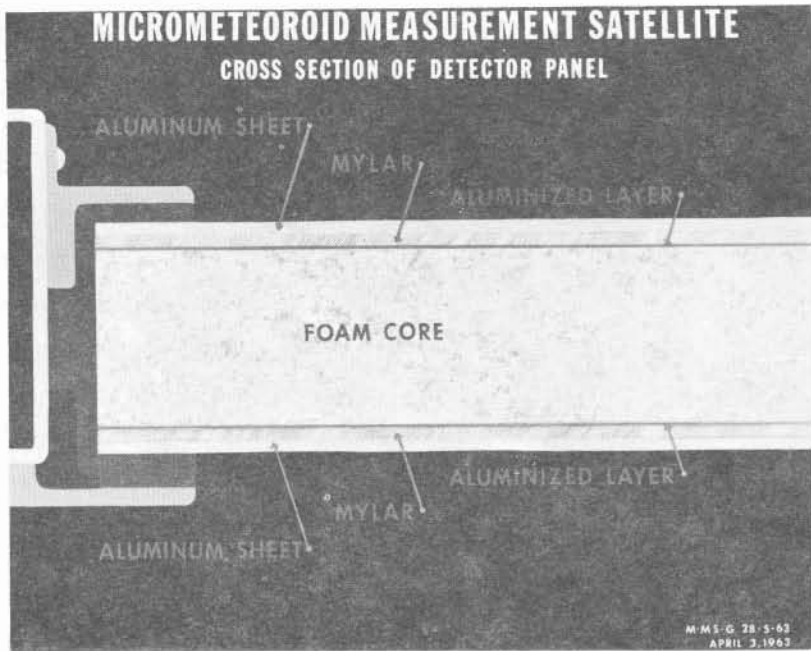 MICROMETEOROID MEASUREMENT SATELLITE
CROSS SECTION OF DETECTOR PANEL
ALUMINUM SHEET
MYLAR
ALUMINIZED LAYER
FOAM CORE
ALUMINIZED LAYER
MYLAR
ALUMINUM SHEET
M-MS-G 28-5-63
APRIL 3,1963